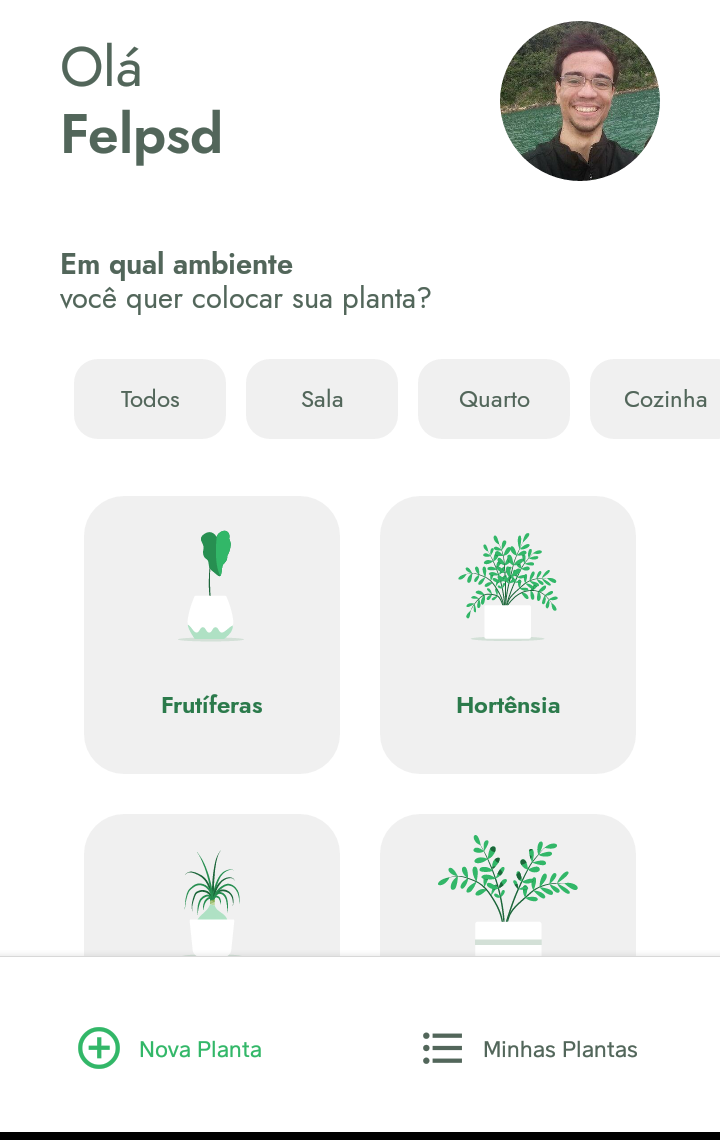 Olá
Felpsd
Em qual ambiente
você quer colocar sua planta?
Todos
Sala
Quarto
Cozinha
Frutíferas
Hortênsia
Nova Planta
Minhas Plantas